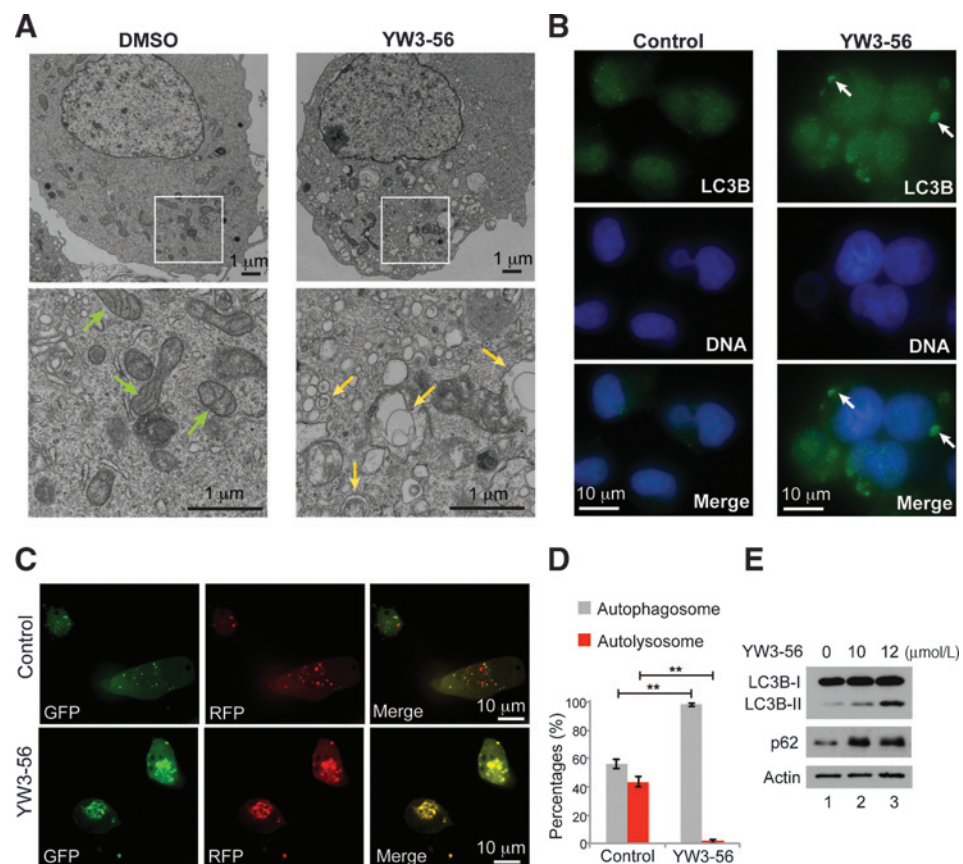 A
DMSO
YW3-56
1 μm
1 μm
1 μm
1 μm
B
Control
YW3-56
LC3B
LC3B
DNA
DNA
10 μm
Merge
10 μm
Merge
C
Control
GFP
RFP
Merge
10 μm
YW3-56
GFP
RFP
Merge
10 μm
D
Autophagosome
Autolysosome
**
**
Percentages (%)
100
80
60
40
20
0
Control
YW3-56
E
YW3-56 0 10 12 (μmol/L)
LC3B-I
LC3B-II
p62
Actin
1 2 3